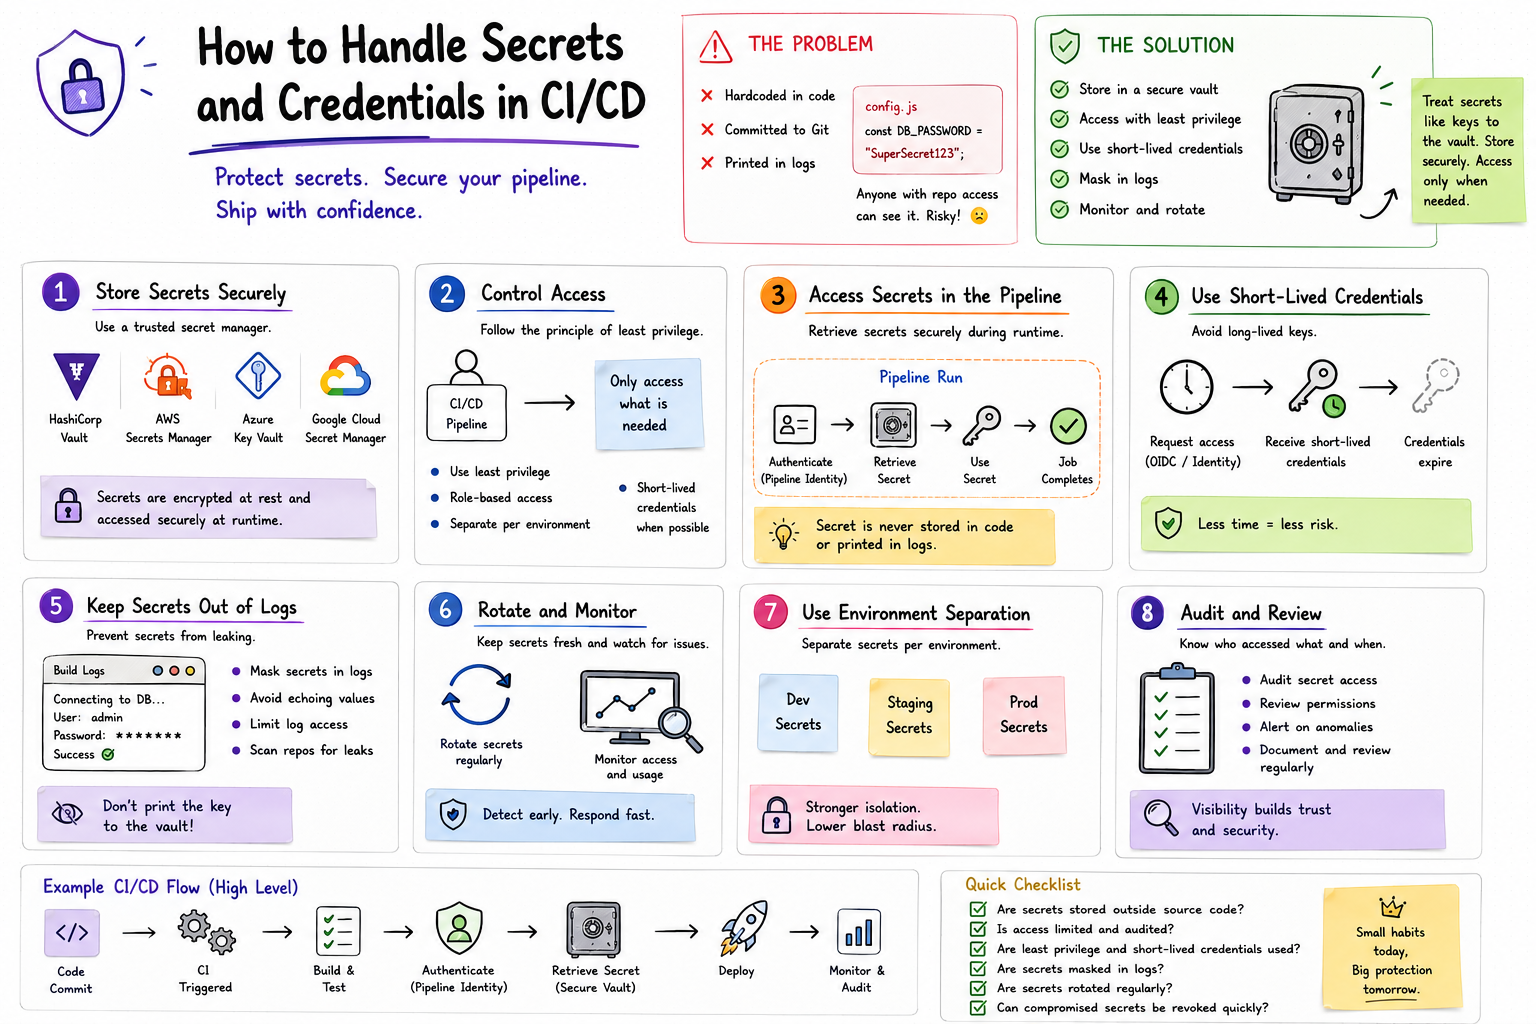 How to Handle Secrets
and Credentials in CI/CD
Protect secrets. Secure your pipeline.
Ship with confidence.
THE PROBLEM
Hardcoded in code
Committed to Git
Printed in logs
config.js
const DB_PASSWORD =
"SuperSecret123";
Anyone with repo access
can see it. Risky!
THE SOLUTION
Store in a secure vault
Access with least privilege
Use short-lived credentials
Mask in logs
Monitor and rotate
Treat secrets
like keys to
the vault. Store
securely. Access
only when
needed.
1 Store Secrets Securely
Use a trusted secret manager.
HashiCorp
Vault
AWS
Secrets Manager
Azure
Key Vault
Google Cloud
Secret Manager
Secrets are encrypted at rest and
accessed securely at runtime.
2 Control Access
Follow the principle of least privilege.
CI/CD
Pipeline
Only access
what is
needed
Use least privilege
Role-based access
Separate per environment
Short-lived
credentials
when possible
3 Access Secrets in the Pipeline
Retrieve secrets securely during runtime.
Pipeline Run
Authenticate
(Pipeline Identity)
Retrieve
Secret
Use
Secret
Job
Completes
Secret is never stored in code
or printed in logs.
4 Use Short-Lived Credentials
Avoid long-lived keys.
Request access
(OIDC / Identity)
Receive short-lived
credentials
Credentials
expire
Less time = less risk.
5 Keep Secrets Out of Logs
Prevent secrets from leaking.
Build Logs
Connecting to DB...
User: admin
Password: *******
Success
Mask secrets in logs
Avoid echoing values
Limit log access
Scan repos for leaks
Don't print the key
to the vault!
6 Rotate and Monitor
Keep secrets fresh and watch for issues.
Rotate secrets
regularly
Monitor access
and usage
Detect early. Respond fast.
7 Use Environment Separation
Separate secrets per environment.
Dev
Secrets
Staging
Secrets
Prod
Secrets
Stronger isolation.
Lower blast radius.
8 Audit and Review
Know who accessed what and when.
Audit secret access
Review permissions
Alert on anomalies
Document and review
regularly
Visibility builds trust
and security.
Example CI/CD Flow (High Level)
</>
Code
Commit
CI
Triggered
Build &
Test
Authenticate
(Pipeline Identity)
Retrieve Secret
(Secure Vault)
Deploy
Monitor &
Audit
Quick Checklist
Are secrets stored outside source code?
Is access limited and audited?
Are least privilege and short-lived credentials used?
Are secrets masked in logs?
Are secrets rotated regularly?
Can compromised secrets be revoked quickly?
Small habits
today,
Big protection
tomorrow.